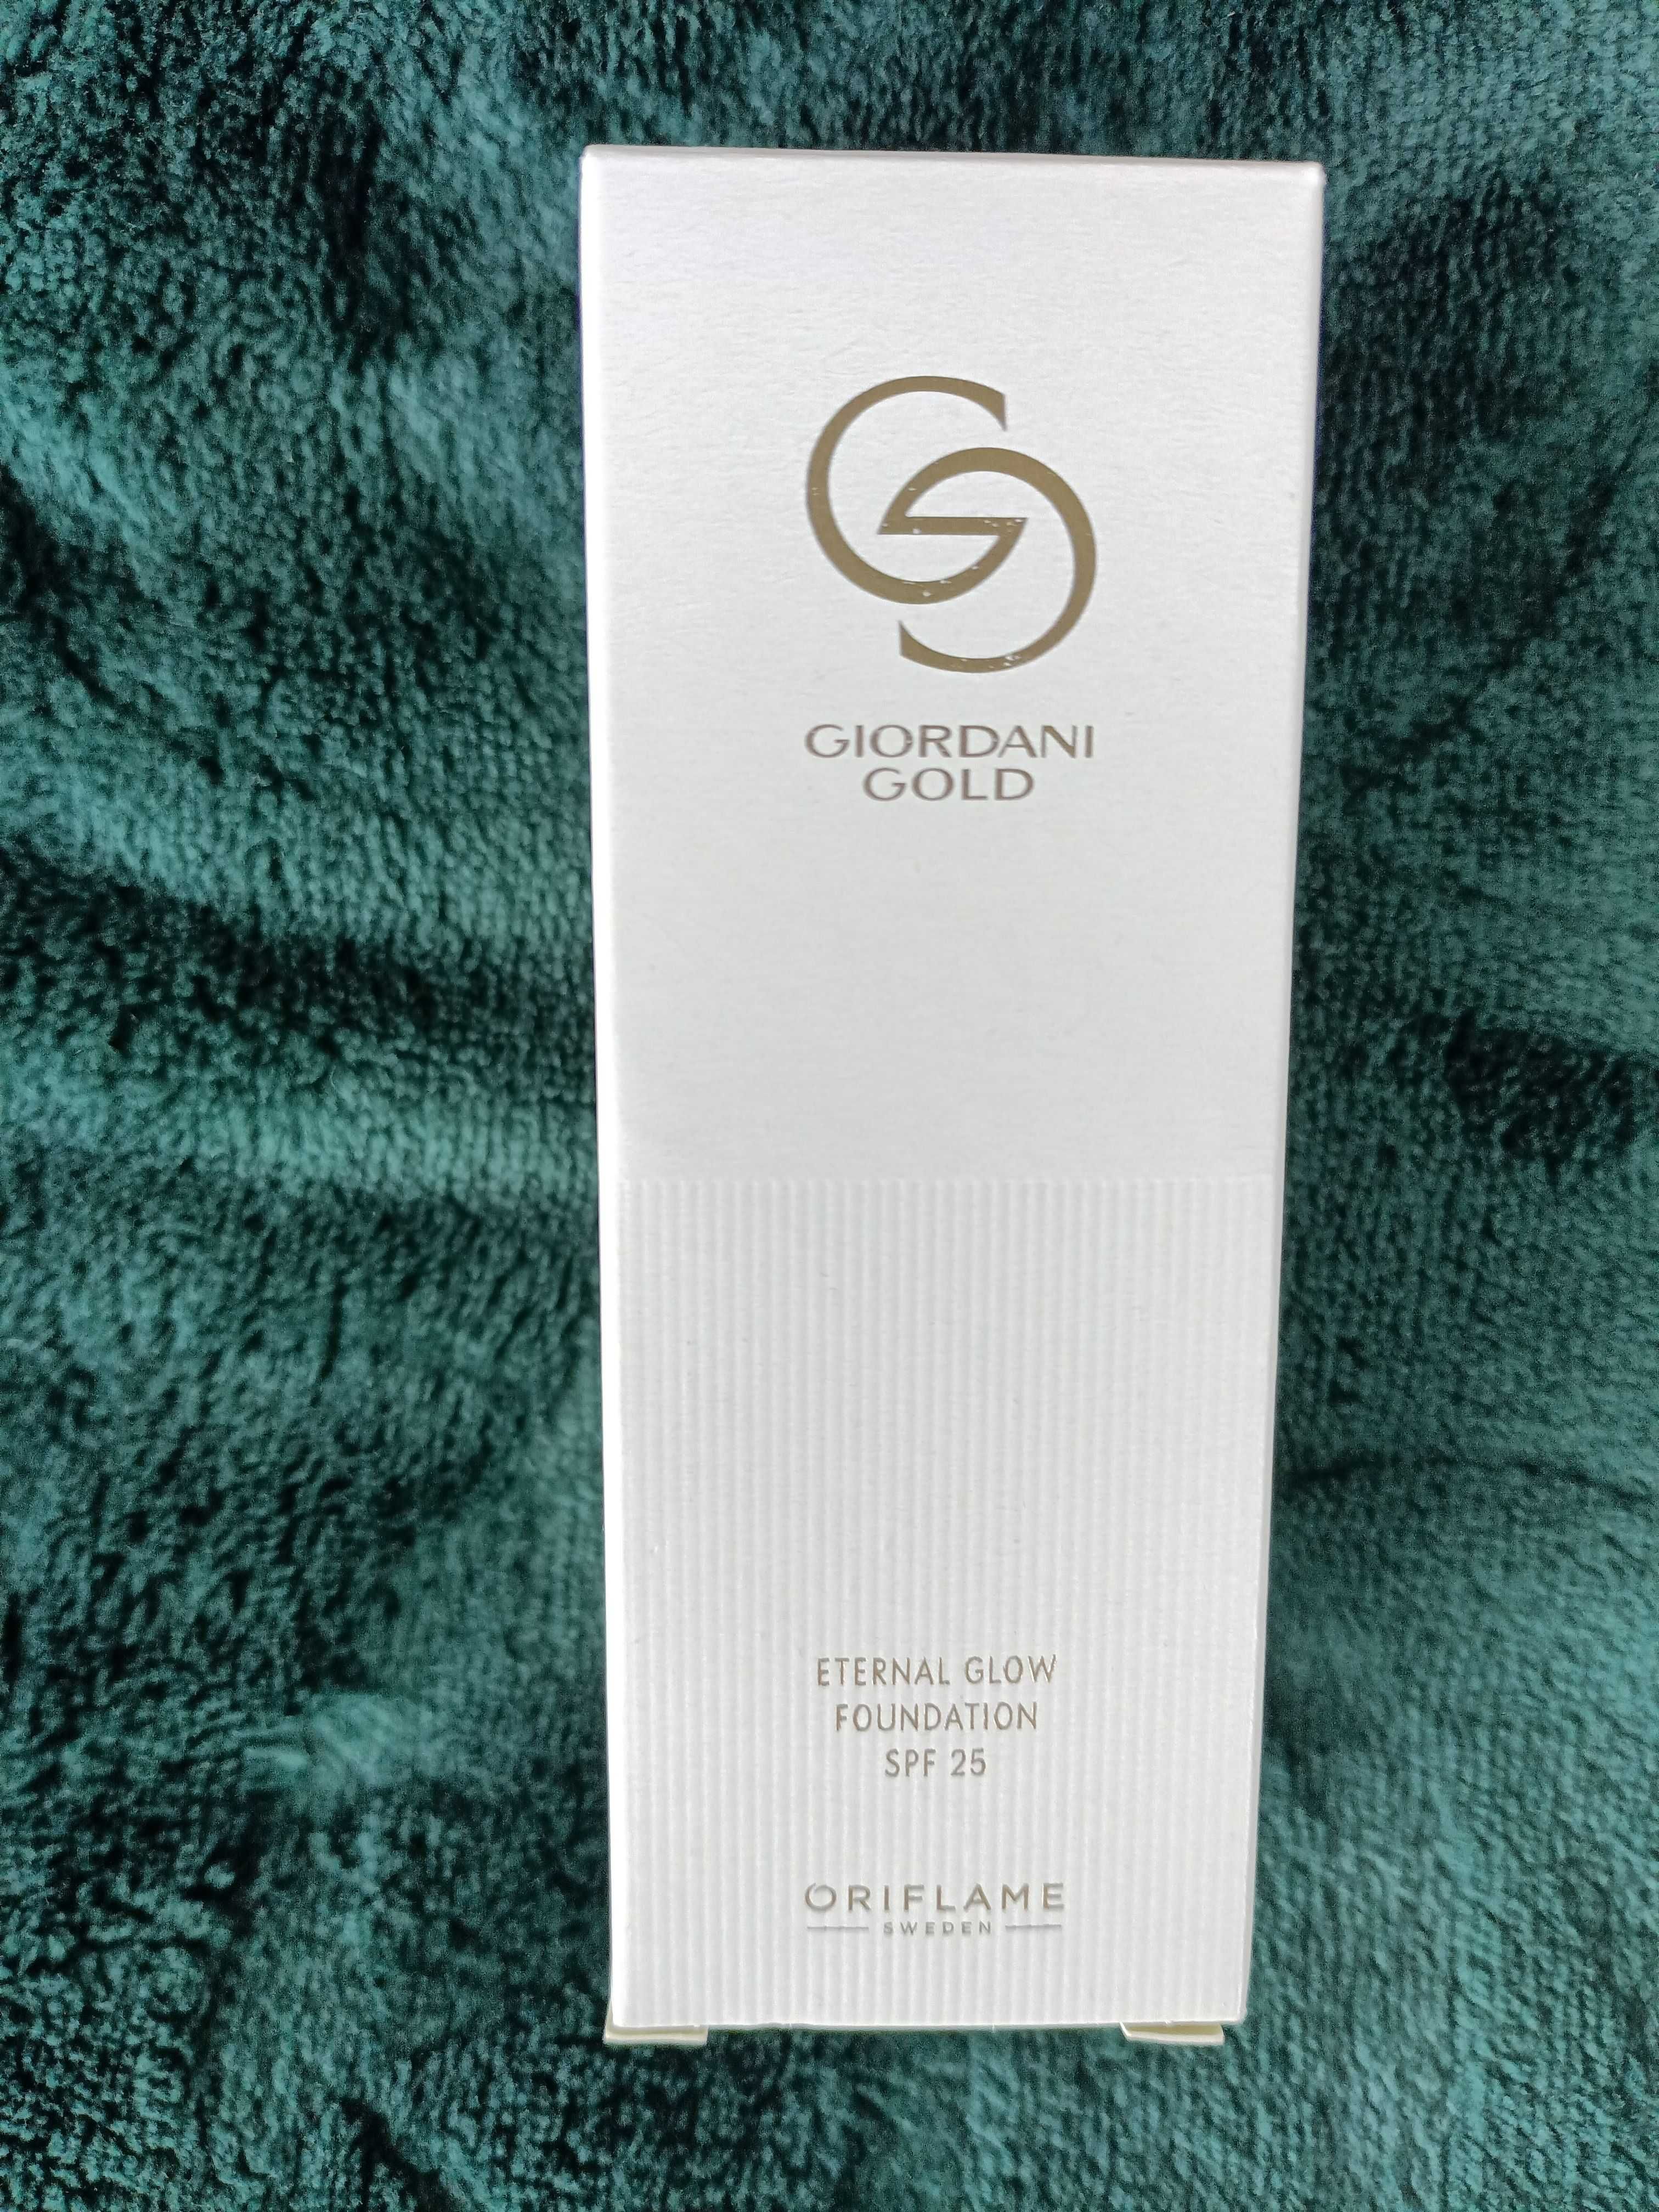 GIORDANI
GOLD
ETERNAL GLOW
FOUNDATION
SPF 25
ORIFLAME
SWEDEN